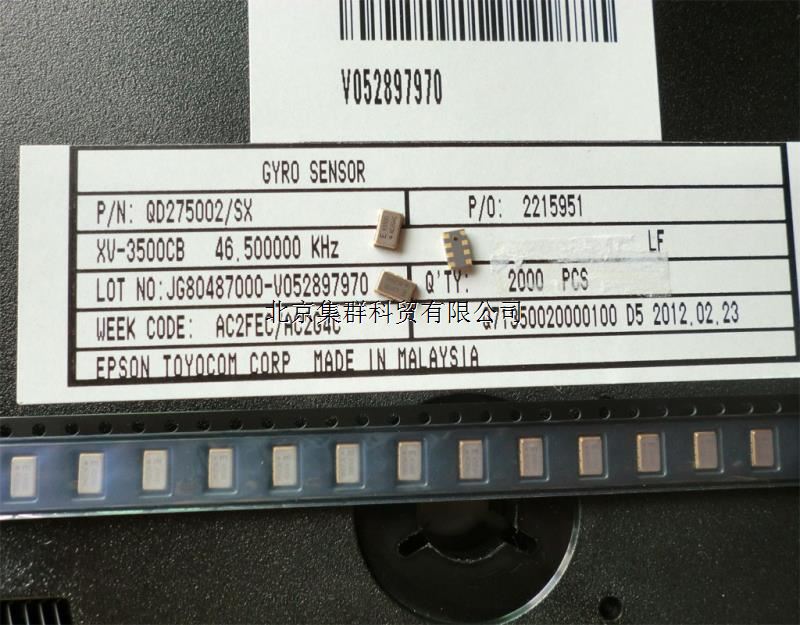 V052897970
GYRO SENSOR
P/N: QD275002/SX P/O: 2215951
XV-3500CB 46.500000 KHz LF
LOT NO:JG80487000-V052897970 Q'TY: 2000 PCS
北京集群科贸有限公司
WEEK CODE: AC2FEC/AC2G4C Q71350020000100 D5 2012.02.23
EPSON TOYOCOM CORP MADE IN MALAYSIA